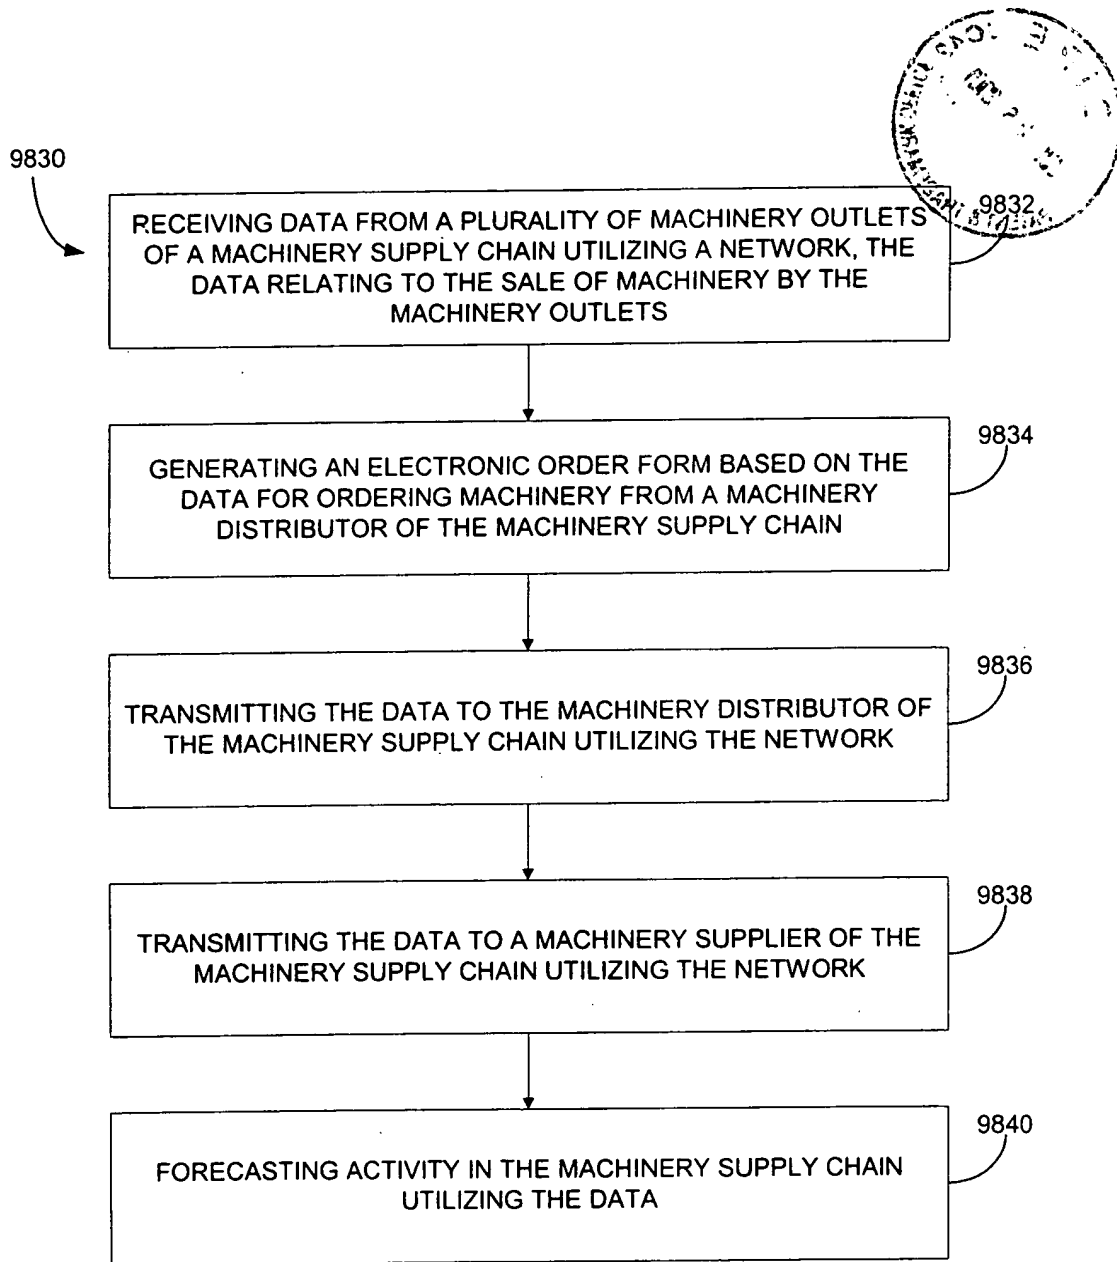 9830
9832
RECEIVING DATA FROM A PLURALITY OF MACHINERY OUTLETS
OF A MACHINERY SUPPLY CHAIN UTILIZING A NETWORK, THE
DATA RELATING TO THE SALE OF MACHINERY BY THE
MACHINERY OUTLETS
9834
GENERATING AN ELECTRONIC ORDER FORM BASED ON THE
DATA FOR ORDERING MACHINERY FROM A MACHINERY
DISTRIBUTOR OF THE MACHINERY SUPPLY CHAIN
9836
TRANSMITTING THE DATA TO THE MACHINERY DISTRIBUTOR OF
THE MACHINERY SUPPLY CHAIN UTILIZING THE NETWORK
9838
TRANSMITTING THE DATA TO A MACHINERY SUPPLIER OF THE
MACHINERY SUPPLY CHAIN UTILIZING THE NETWORK
9840
FORECASTING ACTIVITY IN THE MACHINERY SUPPLY CHAIN
UTILIZING THE DATA